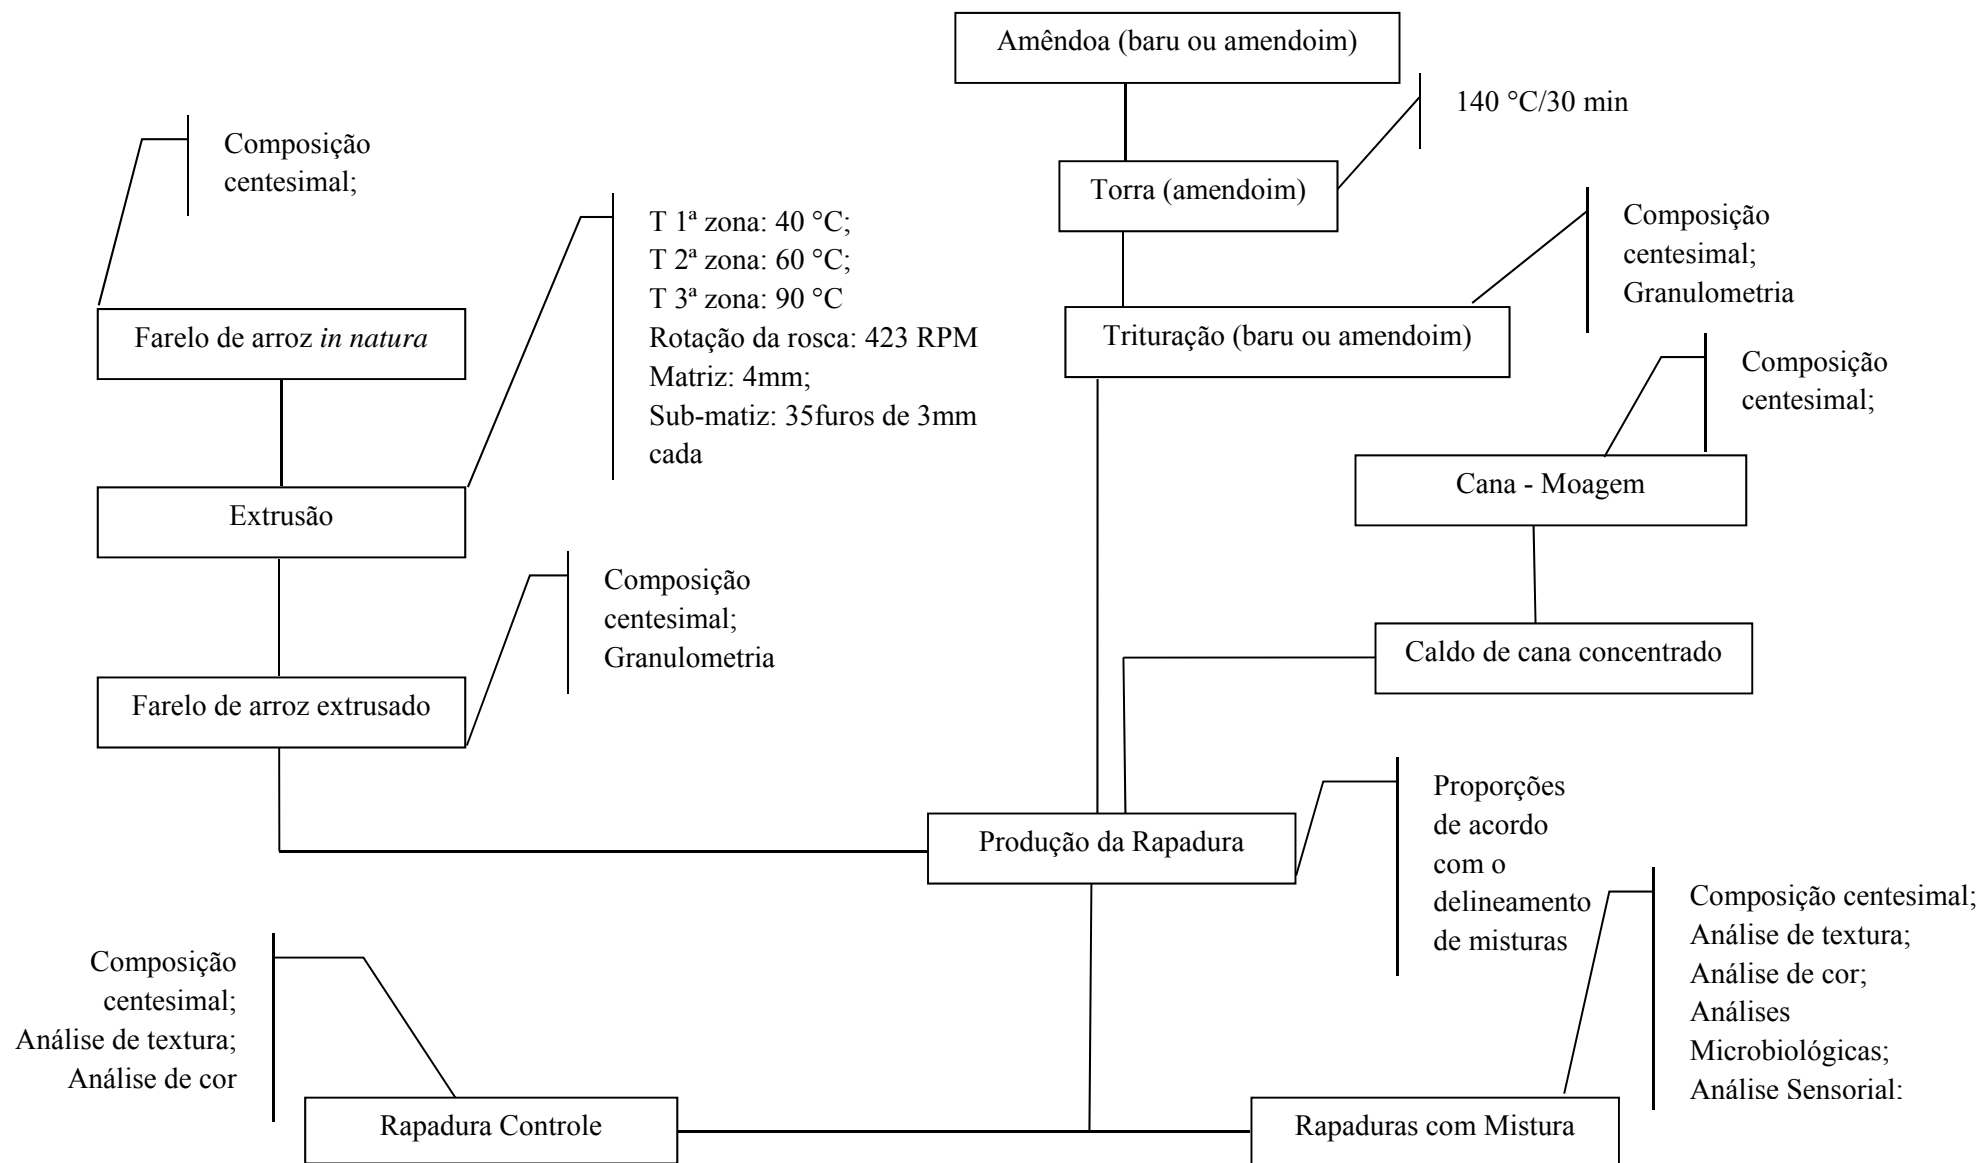 Amêndoa (baru ou amendoim)
140 °C/30 min
Composição
centesimal;
Torra (amendoim)
T 1ª zona: 40 °C;
T 2ª zona: 60 °C;
T 3ª zona: 90 °C
Rotação da rosca: 423 RPM
Matriz: 4mm;
Sub-matiz: 35furos de 3mm
cada
Composição
centesimal;
Granulometria
Farelo de arroz in natura
Trituração (baru ou amendoim)
Composição
centesimal;
Cana - Moagem
Extrusão
Composição
centesimal;
Granulometria
Caldo de cana concentrado
Farelo de arroz extrusado
Produção da Rapadura
Proporções
de acordo
com o
delineamento
de misturas
Composição centesimal;
Análise de textura;
Análise de cor;
Análises
Microbiológicas;
Análise Sensorial:
Composição
centesimal;
Análise de textura;
Análise de cor
Rapadura Controle
Rapaduras com Mistura